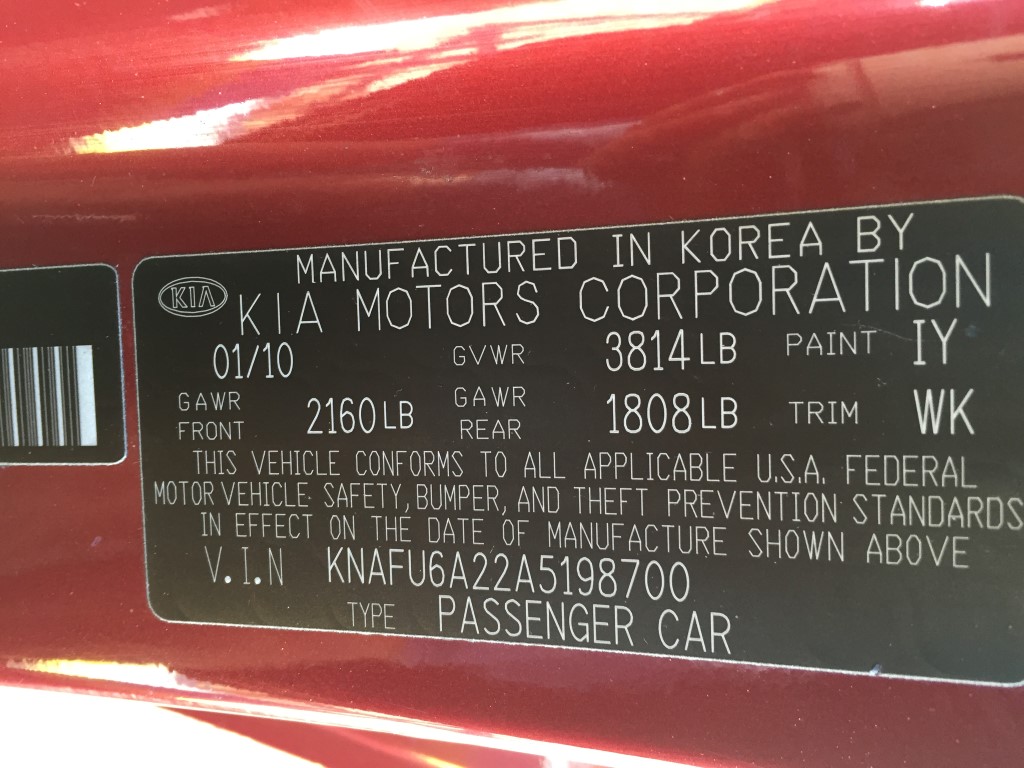 MANUFACTURED IN KOREA BY
KIA KIA MOTORS CORPORATION
01/10 GVWR 3814LB PAINT IY
GAWR FRONT 2160LB GAWR REAR 1808LB TRIM WK
THIS VEHICLE CONFORMS TO ALL APPLICABLE U.S.A. FEDERAL
MOTOR VEHICLE SAFETY, BUMPER, AND THEFT PREVENTION STANDARDS
IN EFFECT ON THE DATE OF MANUFACTURE SHOWN ABOVE
V.I.N KNAFU6A22A5198700
TYPE PASSENGER CAR